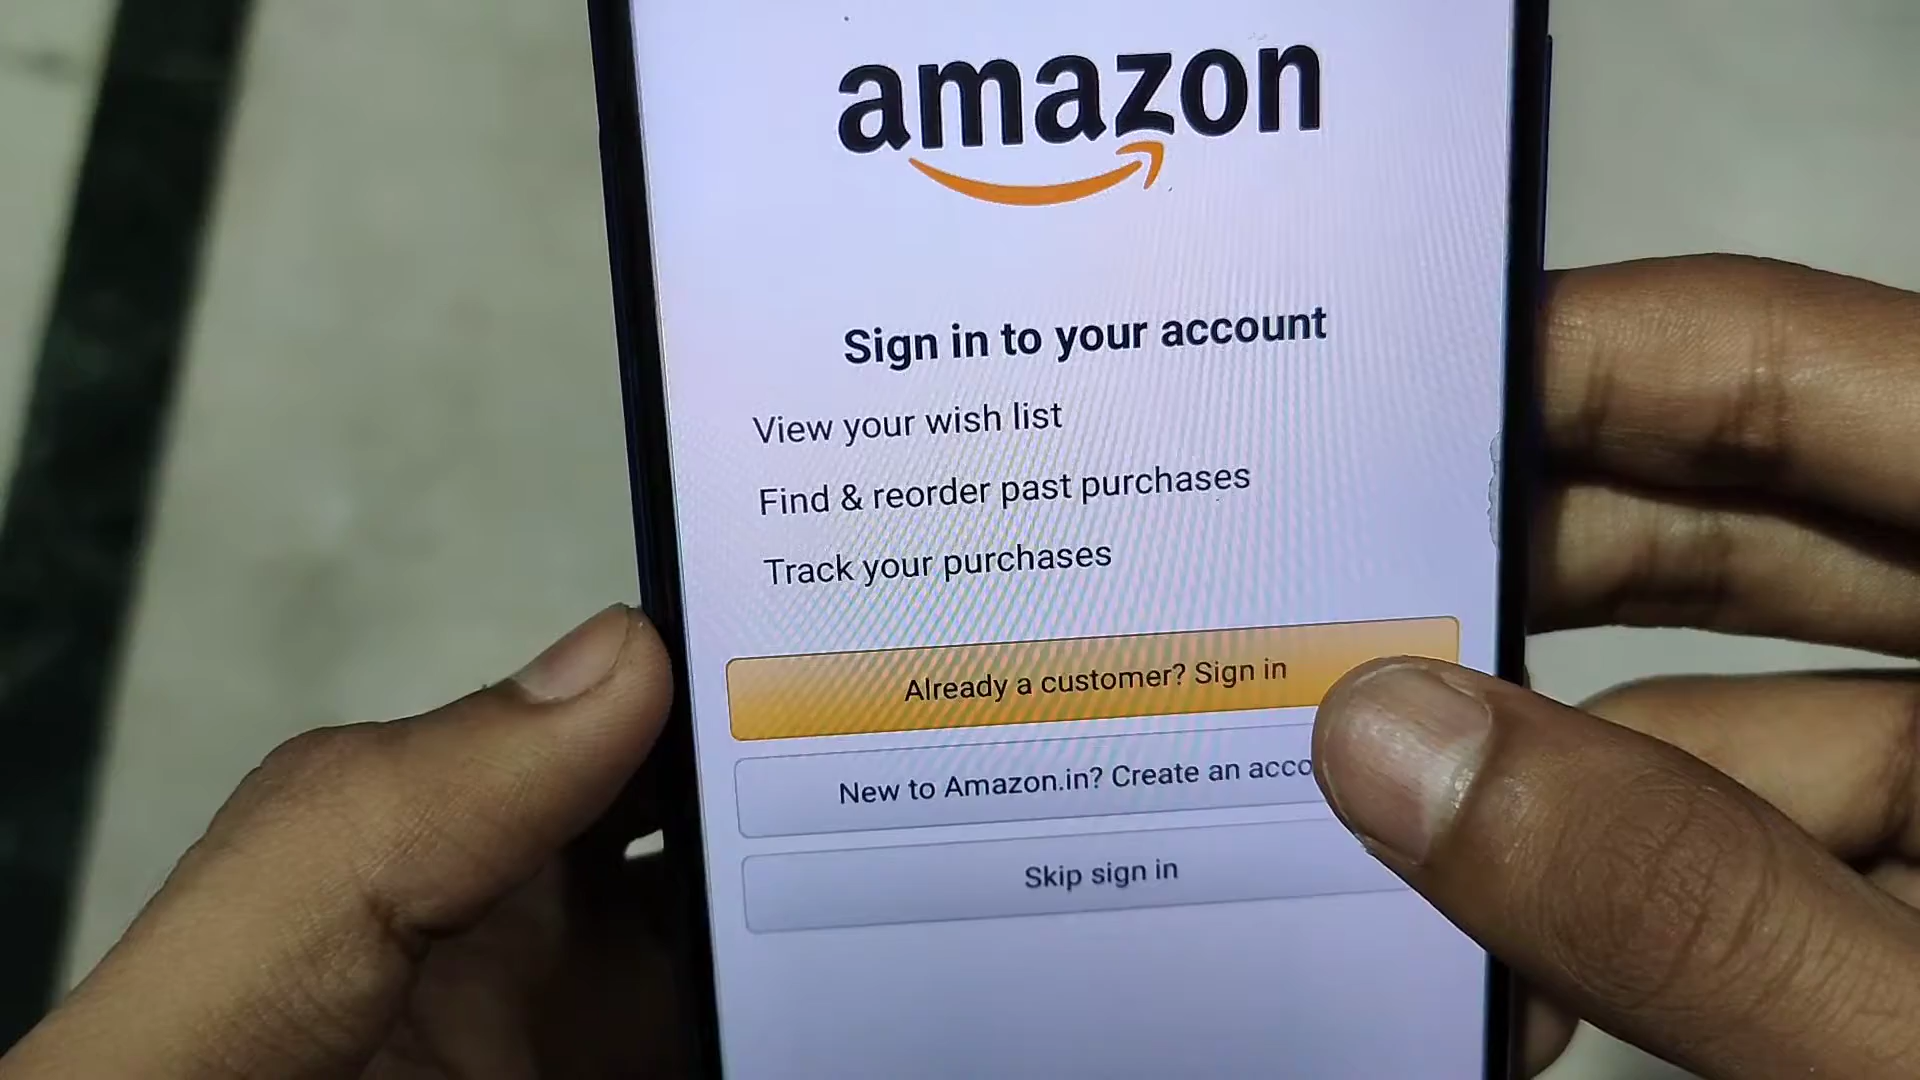 amazon
Sign in to your account
View your wish list
Find & reorder past purchases
Track your purchases
Already a customer? Sign in
New to Amazon.in? Create an acco
Skip sign in